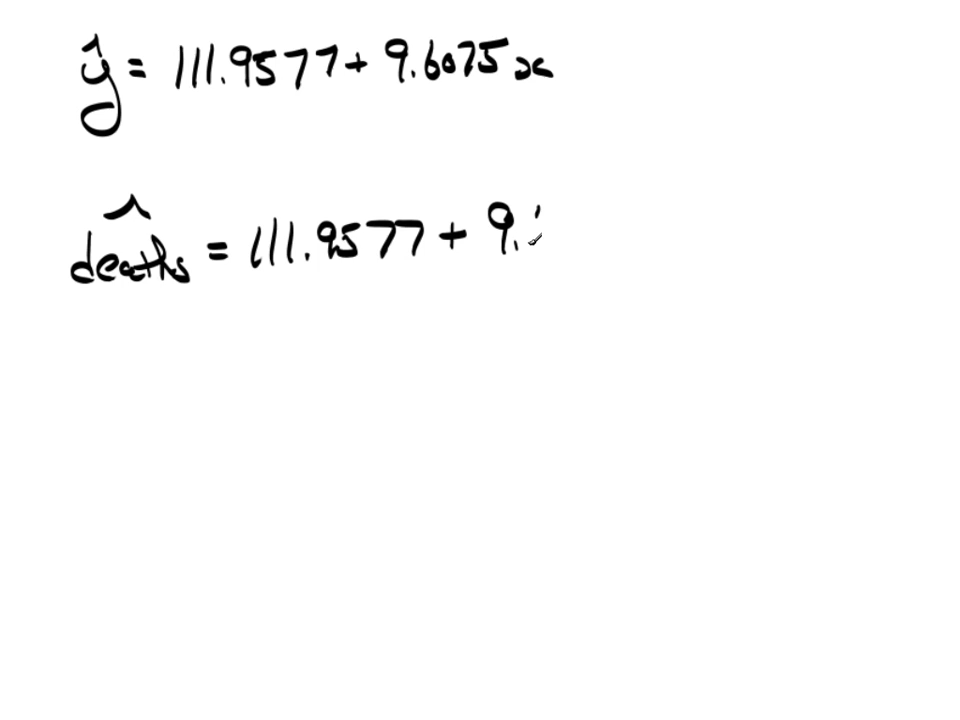 ŷ = 111.9577 + 9.6075x
deaths^ = 111.9577 + 9.